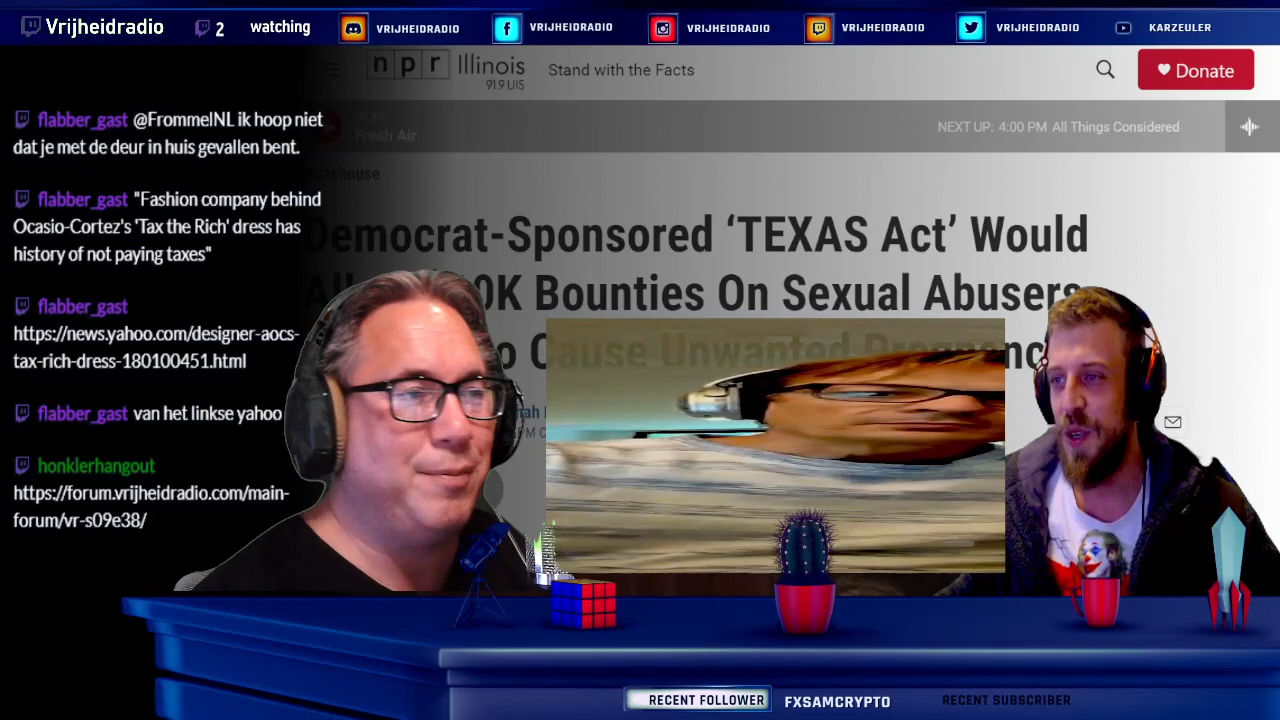 Vrijheidradio
2
watching
VRIJHEIDRADIO
VRIJHEIDRADIO
VRIJHEIDRADIO
VRIJHEIDRADIO
VRIJHEIDRADIO
KARZEULER
npr Illinois
91.9 UIS
Stand with the Facts
Donate
Fresh Air
NEXT UP: 4:00 PM All Things Considered
Democrat-Sponsored ‘TEXAS Act’ Would
Bounties On Sexual Abusers,
Cause Unwanted
flabber_gast @FrommelNL ik hoop niet
dat je met de deur in huis gevallen bent.
flabber_gast "Fashion company behind
Ocasio-Cortez's 'Tax the Rich' dress has
history of not paying taxes"
flabber_gast
https://news.yahoo.com/designer-aocs-
tax-rich-dress-180100451.html
flabber_gast van het linkse yahoo
honklerhangout
https://forum.vrijheidradio.com/main-
forum/vr-s09e38/
RECENT FOLLOWER
FXSAMCRYPTO
RECENT SUBSCRIBER